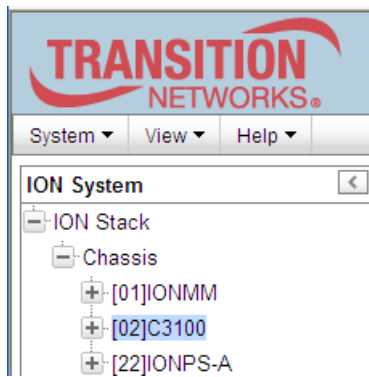 TRANSITION
NETWORKS®
System View Help
ION System
ION Stack
Chassis
[01]IONMM
[02]C3100
[22]IONPS-A